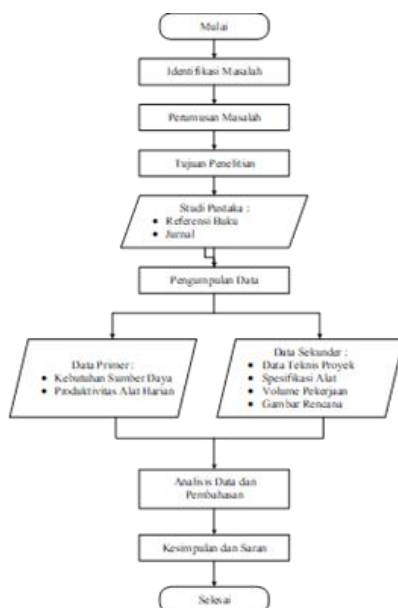 Mulai
Identifikasi Masalah
Perumusan Masalah
Tujuan Penelitian
Studi Pustaka :
• Referensi Buku
• Jurnal
Pengumpulan Data
Data Primer :
• Kebutuhan Sumber Daya
• Produktivitas Alat Harian
Data Sekunder :
• Data Teknis Proyek
• Spesifikasi Alat
• Volume Pekerjaan
• Gambar Rencana
Analisis Data dan
Pembahasan
Kesimpulan dan Saran
Selesai